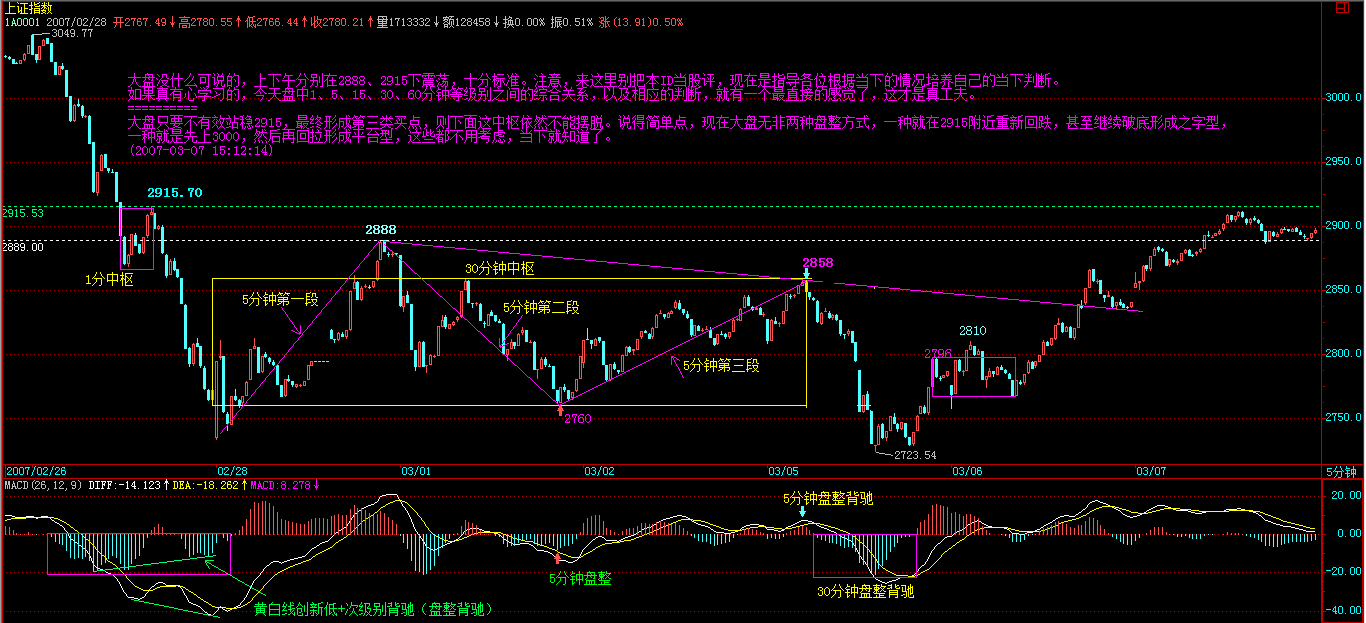 上证指数
1A0001 2007/02/28 开2767.49↓高2780.55↑低2766.44↑收2780.21↑量1713332↓额128458↓换0.00% 振0.51% 涨(13.91)0.50%
3049.77
大盘没什么可说的，上下午分别在2888、2915下震荡，十分标准。注意，来这里别把本ID当股评，现在是指导各位根据当下的情况培养自己的当下判断。
如果真有心学习的，今天盘中1、5、15、30、60分钟等级别之间的综合关系，以及相应的判断，就有一个最直接的感觉了，这才是真工夫。
==========
大盘只要不有效站稳2915，最终形成第三类买点，则下面这中枢依然不能摆脱。说得简单点，现在大盘无非两种盘整方式，一种就在2915附近重新回跌，甚至继续破底形成之字型，
一种就是先上3000，然后再回拉形成平台型，这些都不用考虑，当下就知道了。
(2007-03-07 15:12:14)
3000.0
2950.0
2915.70
2915.53
2900.0
2888
2889.00
1分中枢
30分钟中枢
2858
2850.0
5分钟第一段
5分钟第二段
2810
2796
2800.0
5分钟第三段
2760
2750.0
2723.54
2007/02/26
02/28
03/01
03/02
03/05
03/06
03/07
5分钟
MACD(26,12,9) DIFF:-14.123↑DEA:-18.262↑MACD:8.278↓
20.00
5分钟盘整背驰
0.00
-20.00
5分钟盘整
30分钟盘整背驰
黄白线创新低+次级别背驰（盘整背驰）
-40.00